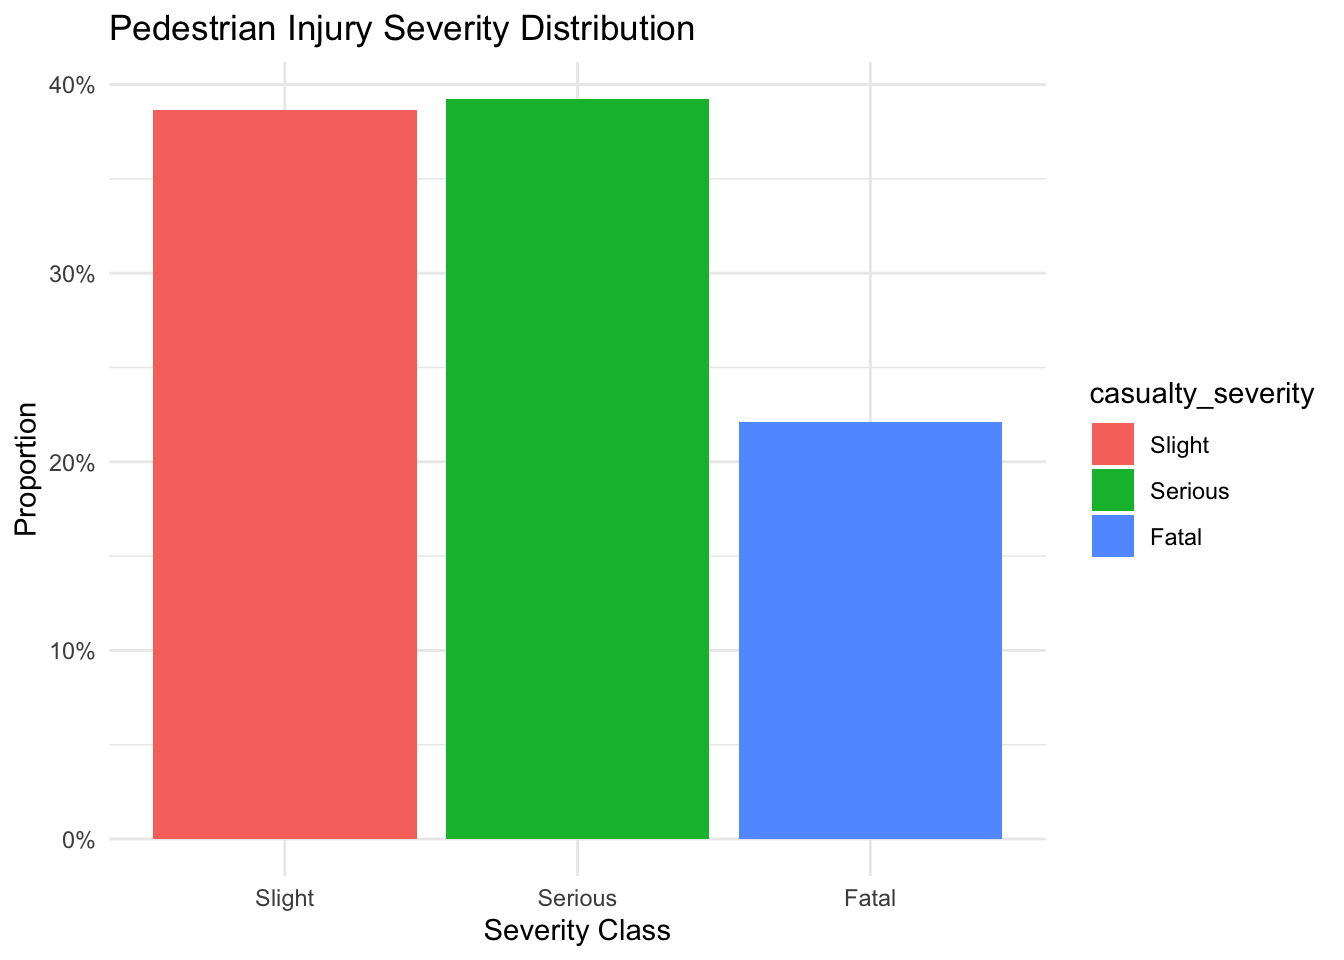 Pedestrian Injury Severity Distribution
40%
30%
20%
10%
0%
Proportion
Slight
Serious
Fatal
Severity Class
casualty_severity
Slight
Serious
Fatal